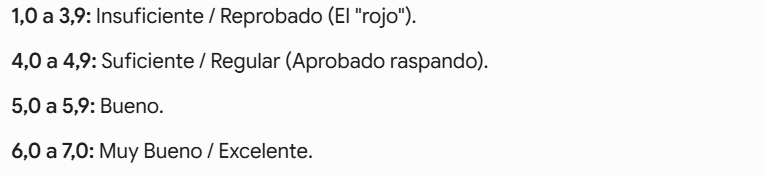 1,0 a 3,9: Insuficiente / Reprobado (El "rojo").
4,0 a 4,9: Suficiente / Regular (Aprobado raspando).
5,0 a 5,9: Bueno.
6,0 a 7,0: Muy Bueno / Excelente.